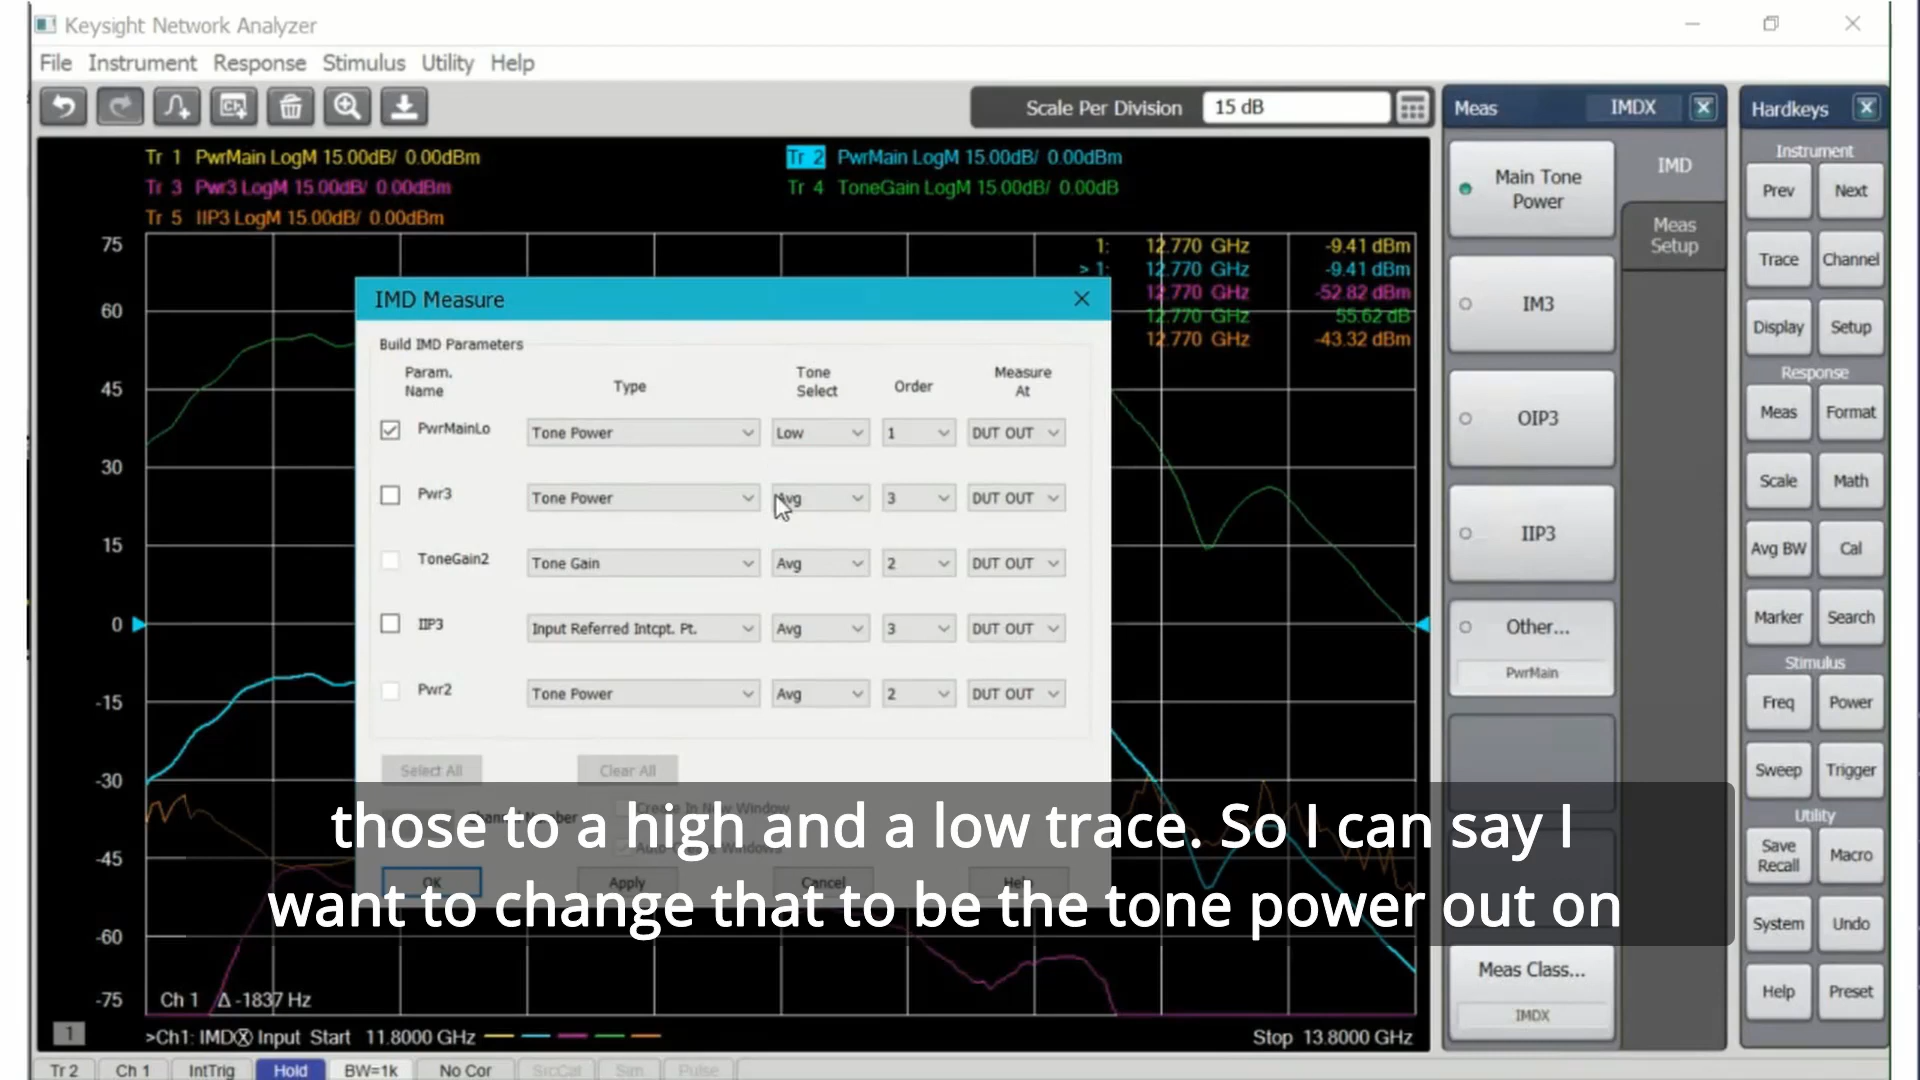 Keysight Network Analyzer
File Instrument Response Stimulus Utility Help
Scale Per Division 15 dB
Tr 1 PwrMain LogM 15.00dB/ 0.00dBm
Tr 2 PwrMain LogM 15.00dB/ 0.00dBm
Tr 3 Pwr3 LogM 15.00dB/ 0.00dBm
Tr 4 ToneGain LogM 15.00dB/ 0.00dB
Tr 5 IIP3 LogM 15.00dB/ 0.00dBm
75
60
45
30
15
0
-15
-30
-45
-60
-75
1: 12.770 GHz -9.41 dBm
> 1: 12.770 GHz -9.41 dBm
12.770 GHz -52.82 dBm
12.770 GHz 55.62 dB
12.770 GHz -43.32 dBm
IMD Measure
Build IMD Parameters
Param. Name Type Tone Select Order Measure At
PwrMainLo Tone Power Low 1 DUT OUT
Pwr3 Tone Power Avg 3 DUT OUT
ToneGain2 Tone Gain Avg 2 DUT OUT
IIP3 Input Referred Intcpt. Pt. Avg 3 DUT OUT
Pwr2 Tone Power Avg 2 DUT OUT
Select All Clear All
Channel Number Create In New Window
Auto-Create Windows
OK Apply Cancel Help
those to a high and a low trace. So I can say I
want to change that to be the tone power out on
Ch 1 Δ -1837 Hz
1
>Ch1: IMDX Input Start 11.8000 GHz
Stop 13.8000 GHz
Tr 2 Ch 1 IntTrig Hold BW=1k No Cor SrcCal Sim Pulse
Meas IMDX
Main Tone Power
IM3
OIP3
IIP3
Other...
PwrMain
Meas Class...
IMDX
IMD
Meas Setup
Hardkeys
Instrument
Prev Next
Trace Channel
Display Setup
Response
Meas Format
Scale Math
Avg BW Cal
Marker Search
Stimulus
Freq Power
Sweep Trigger
Utility
Save Recall Macro
System Undo
Help Preset